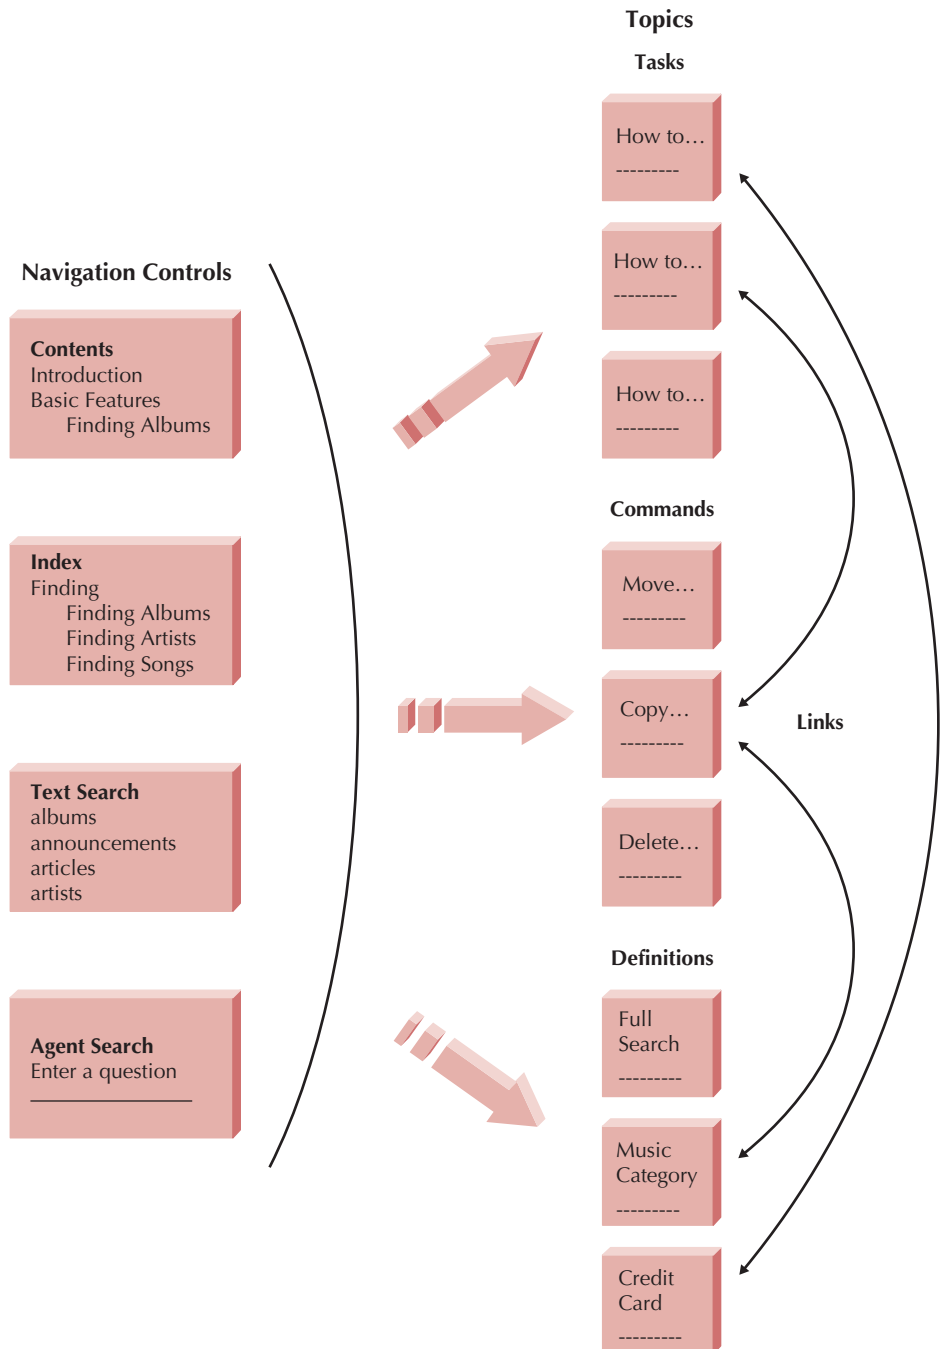 Topics
Tasks
How to…
---------
How to…
---------
How to…
---------
Navigation Controls
Contents
Introduction
Basic Features
Finding Albums
Index
Finding
Finding Albums
Finding Artists
Finding Songs
Text Search
albums
announcements
articles
artists
Agent Search
Enter a question
Commands
Move…
---------
Copy…
---------
Delete…
---------
Links
Definitions
Full
Search
---------
Music
Category
---------
Credit
Card
---------